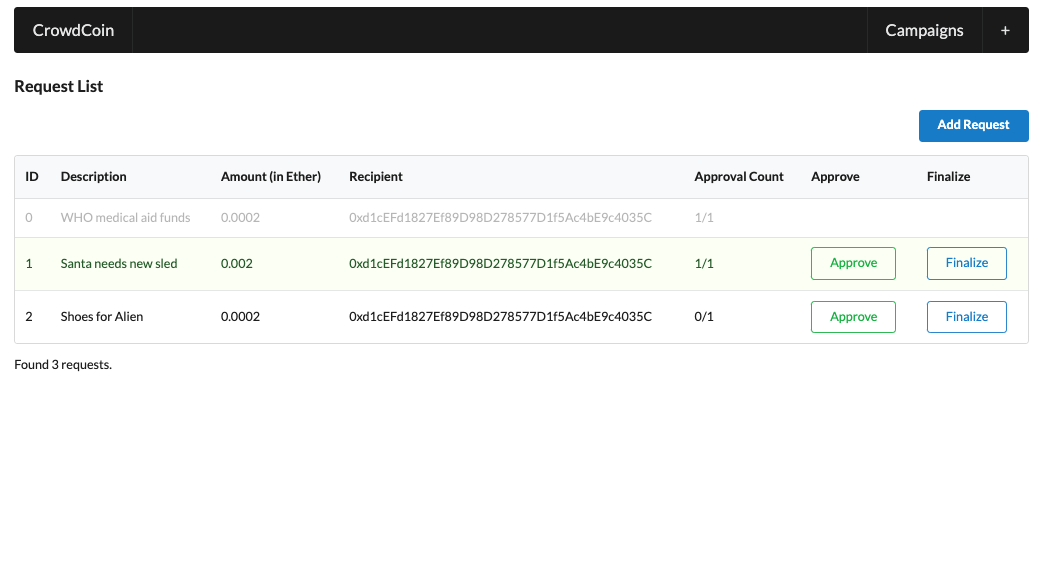 CrowdCoin Campaigns +
Request List
Add Request
ID Description Amount (in Ether) Recipient Approval Count Approve Finalize
0 WHO medical aid funds 0.0002 0xd1cEFd1827Ef89D98D278577D1f5Ac4bE9c4035C 1/1
1 Santa needs new sled 0.002 0xd1cEFd1827Ef89D98D278577D1f5Ac4bE9c4035C 1/1 Approve Finalize
2 Shoes for Alien 0.0002 0xd1cEFd1827Ef89D98D278577D1f5Ac4bE9c4035C 0/1 Approve Finalize
Found 3 requests.